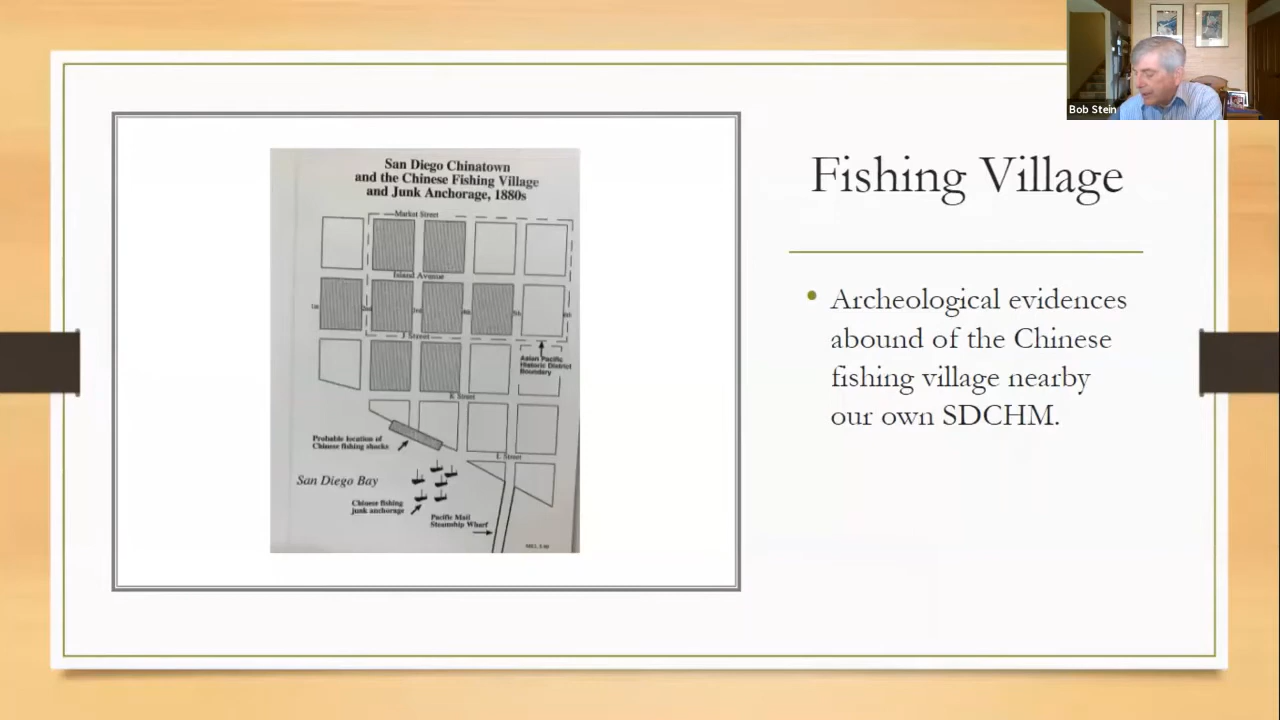 Bob Stein
Fishing Village
Archeological evidences
abound of the Chinese
fishing village nearby
our own SDCHM.
San Diego Chinatown
and the Chinese Fishing Village
and Junk Anchorage, 1880s
Market Street
Island Avenue
J Street
Asian Pacific
Historic District
Boundary
K Street
Probable location of
Chinese fishing shacks
L Street
San Diego Bay
Chinese fishing
junk anchorage
Pacific Mail
Steamship Wharf